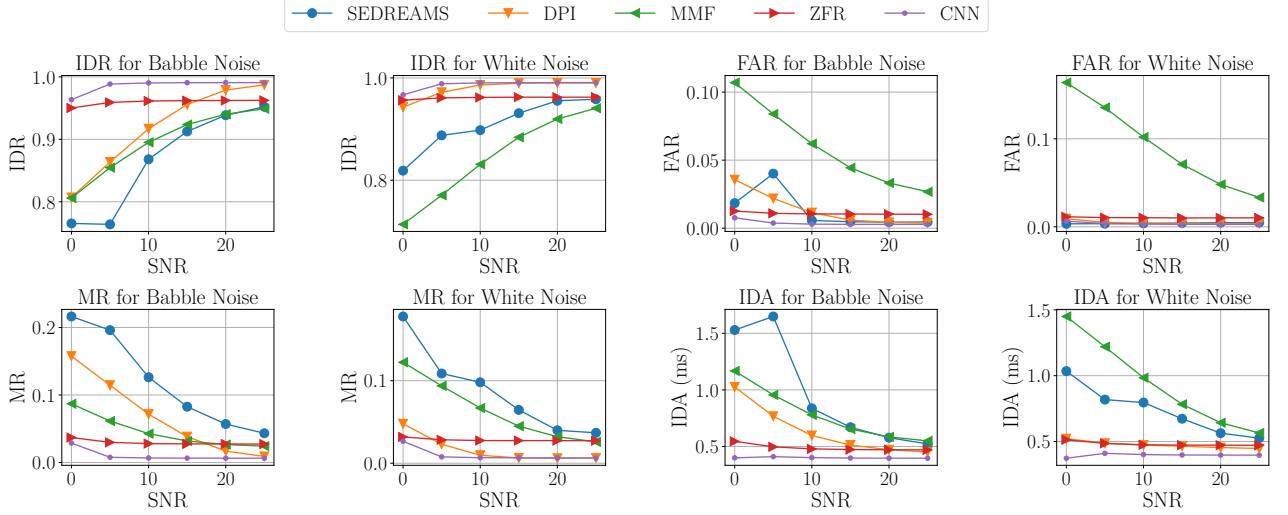 SEDREAMS DPI MMF ZFR CNN
IDR for Babble Noise
1.0
0.9
0.8
IDR
0 10 20
SNR
IDR for White Noise
1.0
0.8
IDR
0 10 20
SNR
FAR for Babble Noise
0.10
0.05
0.00
FAR
0 10 20
SNR
FAR for White Noise
0.1
0.0
FAR
0 10 20
SNR
MR for Babble Noise
0.2
0.1
0.0
MR
0 10 20
SNR
MR for White Noise
0.1
0.0
MR
0 10 20
SNR
IDA for Babble Noise
1.5
1.0
0.5
IDA (ms)
0 10 20
SNR
IDA for White Noise
1.5
1.0
0.5
IDA (ms)
0 10 20
SNR